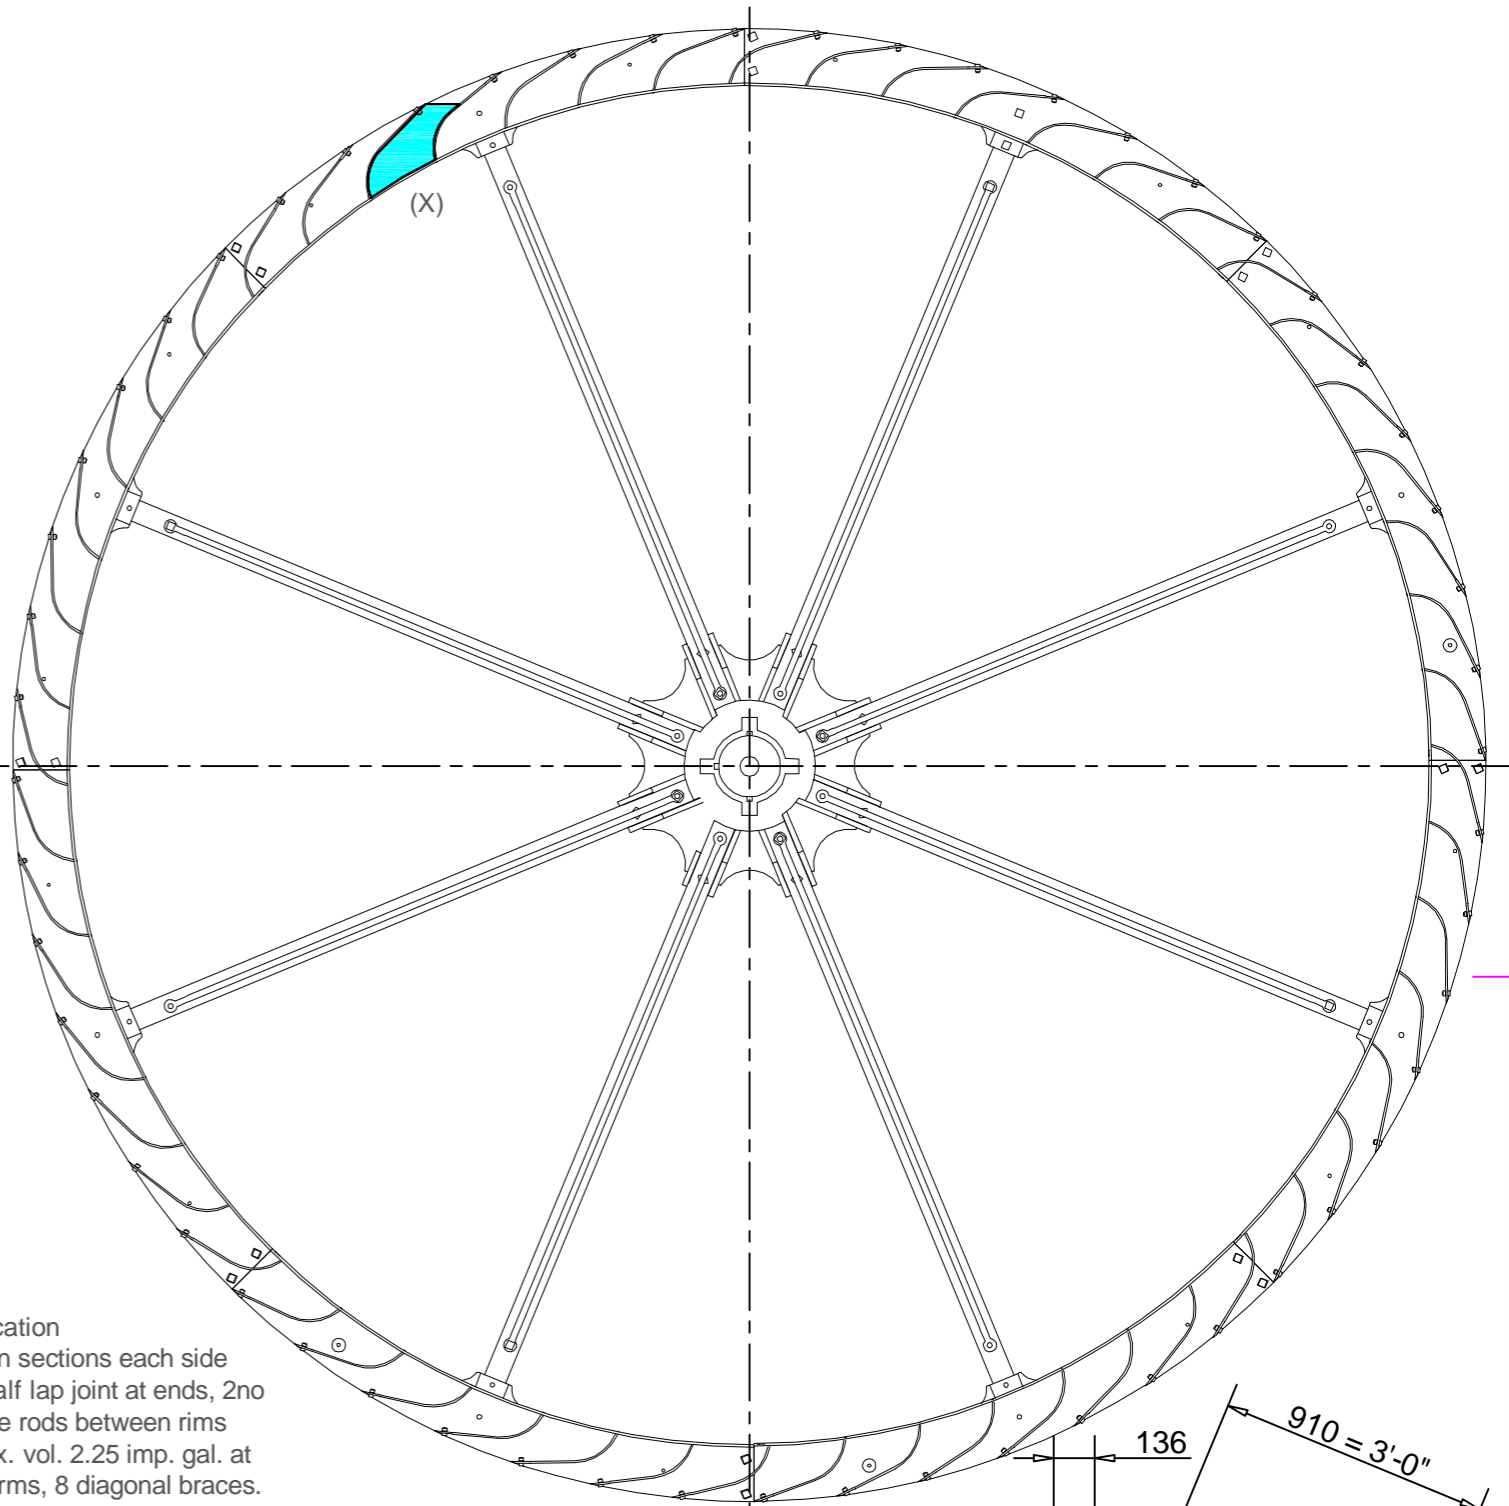 (X)
cation
n sections each side
alf lap joint at ends, 2no
e rods between rims
x. vol. 2.25 imp. gal. at
rms, 8 diagonal braces.
136
910 = 3'-0"